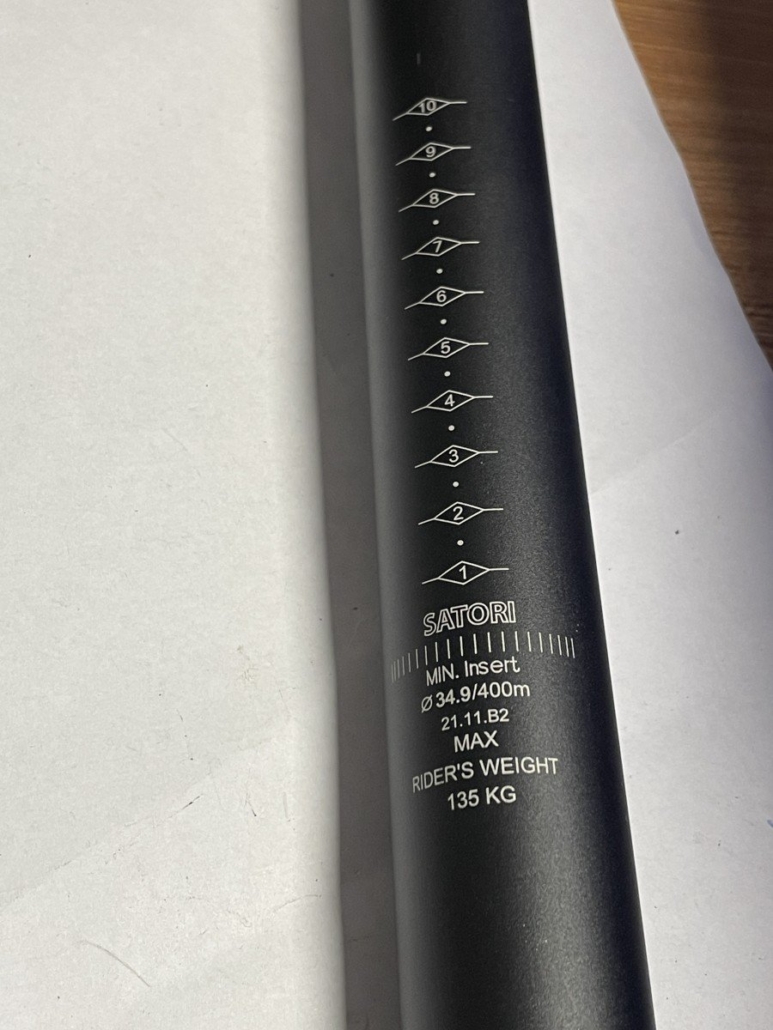 10
9
8
7
6
5
4
3
2
1
SATORI
MIN. Insert
Ø 34.9/400m
21.11.B2
MAX
RIDER'S WEIGHT
135 KG